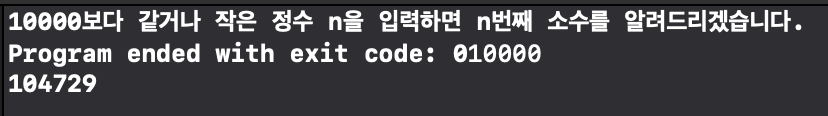 10000보다 같거나 작은 정수 n을 입력하면 n번째 소수를 알려드리겠습니다.
Program ended with exit code: 010000
104729